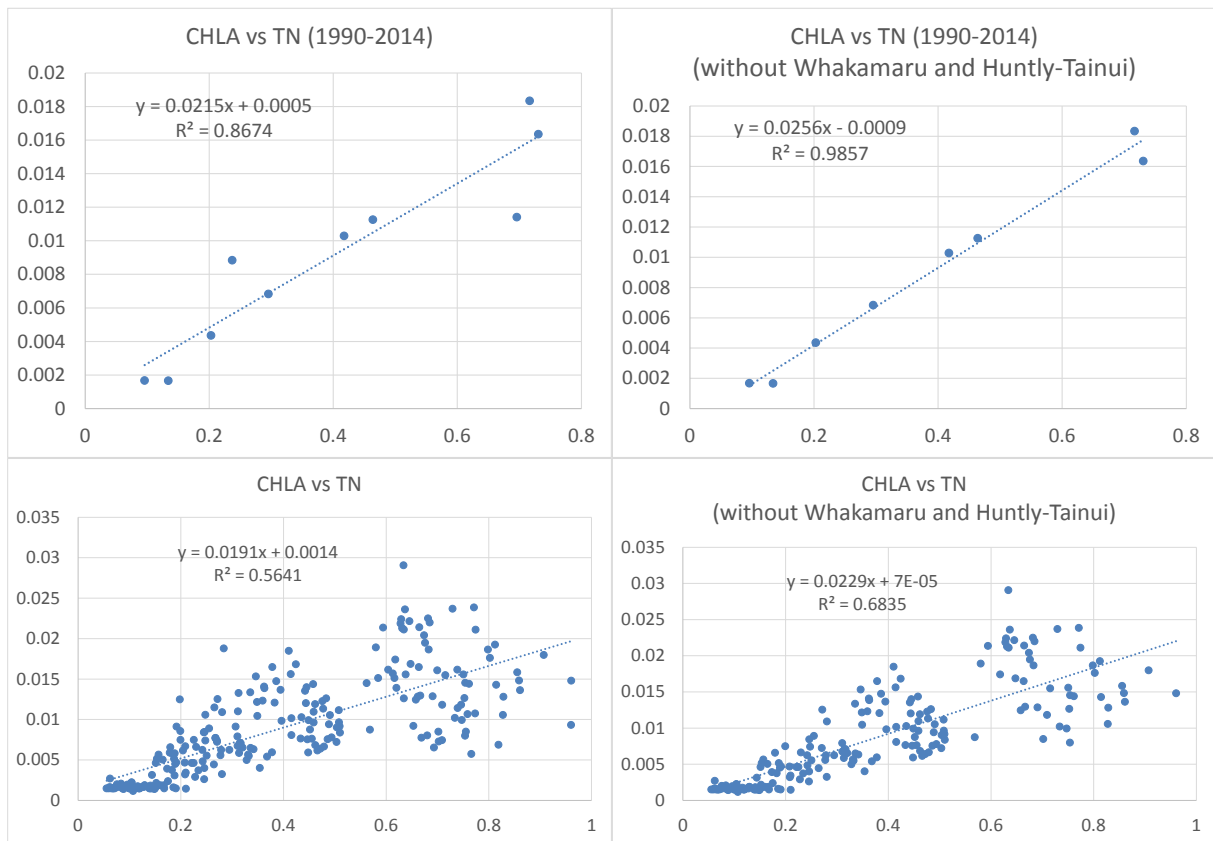 CHLA vs TN (1990-2014)
y = 0.0215x + 0.0005
R² = 0.8674
0.02
0.018
0.016
0.014
0.012
0.01
0.008
0.006
0.004
0.002
0
0 0.2 0.4 0.6 0.8
CHLA vs TN (1990-2014)
(without Whakamaru and Huntly-Tainui)
y = 0.0256x - 0.0009
R² = 0.9857
0.02
0.018
0.016
0.014
0.012
0.01
0.008
0.006
0.004
0.002
0
0 0.2 0.4 0.6 0.8
CHLA vs TN
y = 0.0191x + 0.0014
R² = 0.5641
0.035
0.03
0.025
0.02
0.015
0.01
0.005
0
0 0.2 0.4 0.6 0.8 1
CHLA vs TN
(without Whakamaru and Huntly-Tainui)
y = 0.0229x + 7E-05
R² = 0.6835
0.035
0.03
0.025
0.02
0.015
0.01
0.005
0
0 0.2 0.4 0.6 0.8 1